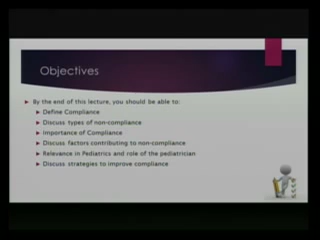 Objectives
By the end of this lecture, you should be able to:
Define Compliance
Discuss types of non-compliance
Importance of Compliance
Discuss factors contributing to non-compliance
Relevance in Pediatrics and role of the pediatrician
Discuss strategies to improve compliance